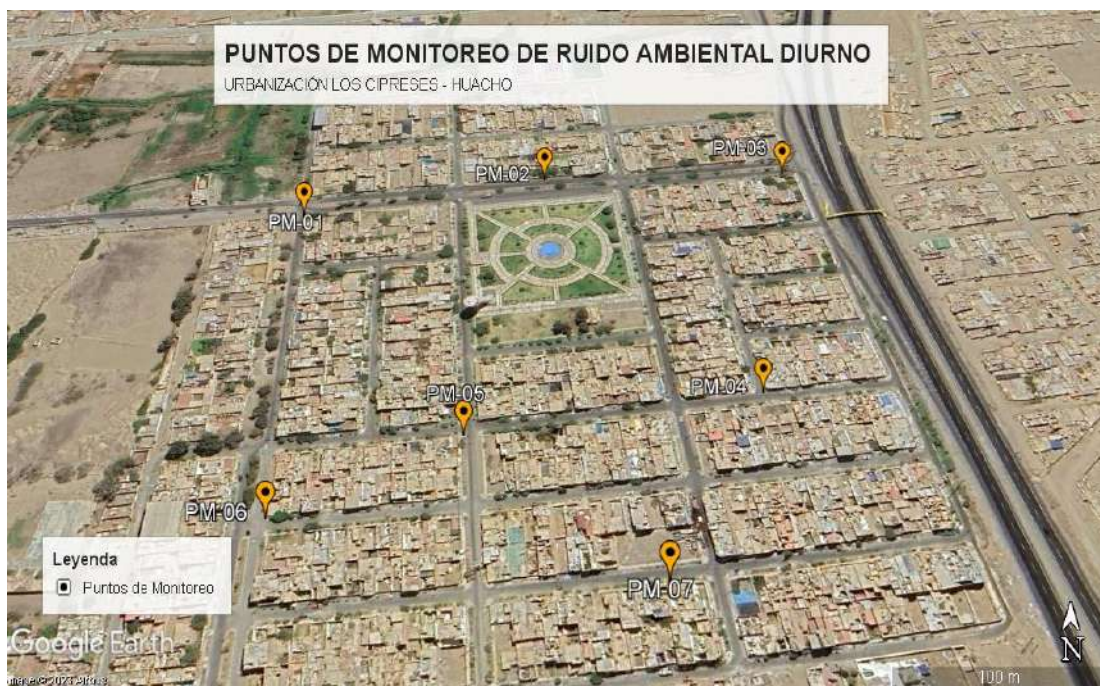 PUNTOS DE MONITOREO DE RUIDO AMBIENTAL DIURNO
URBANIZACIÓN LOS CIPRESES - HUACHO
PM-03
PM-02
PM-01
PM-04
PM-05
PM-06
PM-07
Leyenda
Puntos de Monitoreo
Google Earth
N
100 m